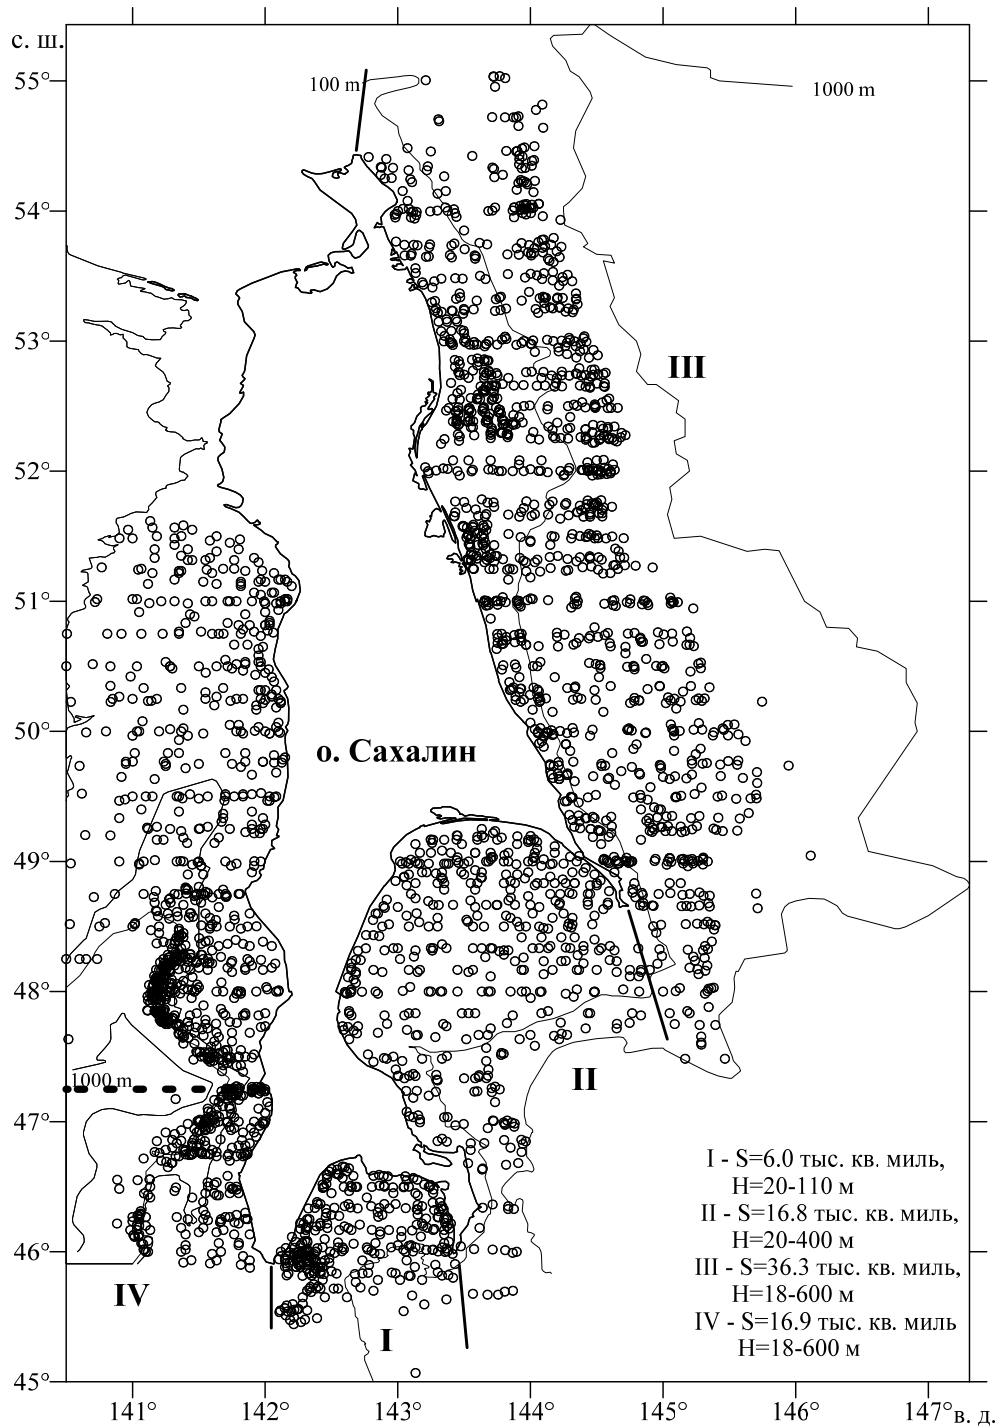 с. ш.
55°
54°
53°
52°
51°
50°
49°
48°
47°
46°
45°
100 m
1000 m
III
о. Сахалин
II
1000 m
IV
I
I - S=6.0 тыс. кв. миль,
H=20-110 м
II - S=16.8 тыс. кв. миль,
H=20-400 м
III - S=36.3 тыс. кв. миль,
H=18-600 м
IV - S=16.9 тыс. кв. миль
H=18-600 м
141° 142° 143° 144° 145° 146° 147° в. д.